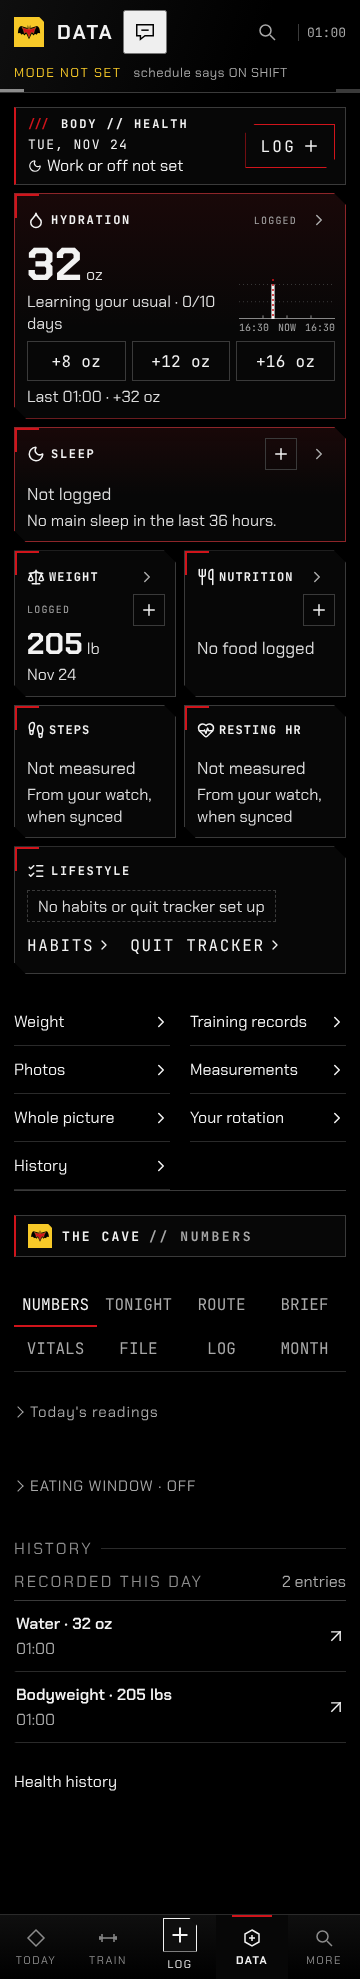 DATA
01:00
MODE NOT SET schedule says ON SHIFT
/// BODY // HEALTH
TUE, NOV 24
Work or off not set
LOG +
HYDRATION
LOGGED
32 oz
Learning your usual · 0/10 days
16:30 NOW 16:30
+8 oz
+12 oz
+16 oz
Last 01:00 · +32 oz
SLEEP
Not logged
No main sleep in the last 36 hours.
WEIGHT
LOGGED
205 lb
Nov 24
NUTRITION
No food logged
STEPS
Not measured
From your watch, when synced
RESTING HR
Not measured
From your watch, when synced
LIFESTYLE
No habits or quit tracker set up
HABITS
QUIT TRACKER
Weight
Training records
Photos
Measurements
Whole picture
Your rotation
History
THE CAVE // NUMBERS
NUMBERS TONIGHT ROUTE BRIEF
VITALS FILE LOG MONTH
Today's readings
EATING WINDOW · OFF
HISTORY
RECORDED THIS DAY
2 entries
Water · 32 oz
01:00
Bodyweight · 205 lbs
01:00
Health history
TODAY
TRAIN
LOG
DATA
MORE